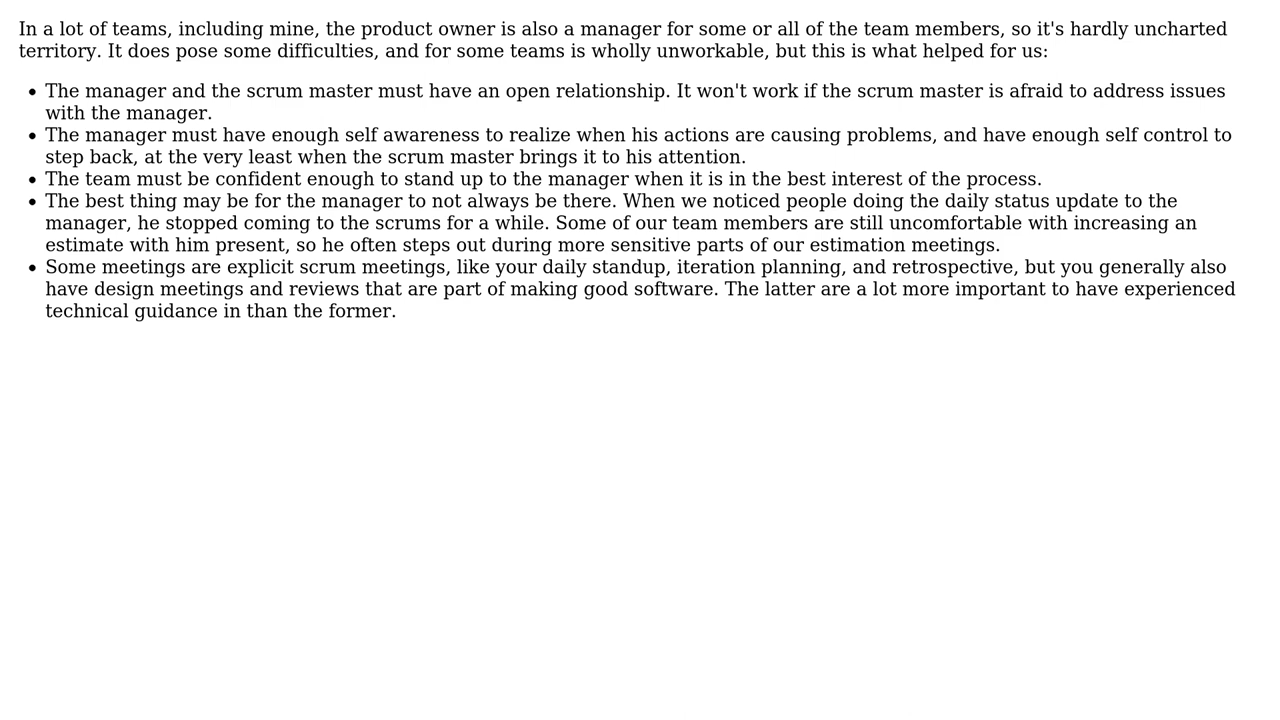 In a lot of teams, including mine, the product owner is also a manager for some or all of the team members, so it's hardly uncharted
territory. It does pose some difficulties, and for some teams is wholly unworkable, but this is what helped for us:
• The manager and the scrum master must have an open relationship. It won't work if the scrum master is afraid to address issues
with the manager.
• The manager must have enough self awareness to realize when his actions are causing problems, and have enough self control to
step back, at the very least when the scrum master brings it to his attention.
• The team must be confident enough to stand up to the manager when it is in the best interest of the process.
• The best thing may be for the manager to not always be there. When we noticed people doing the daily status update to the
manager, he stopped coming to the scrums for a while. Some of our team members are still uncomfortable with increasing an
estimate with him present, so he often steps out during more sensitive parts of our estimation meetings.
• Some meetings are explicit scrum meetings, like your daily standup, iteration planning, and retrospective, but you generally also
have design meetings and reviews that are part of making good software. The latter are a lot more important to have experienced
technical guidance in than the former.